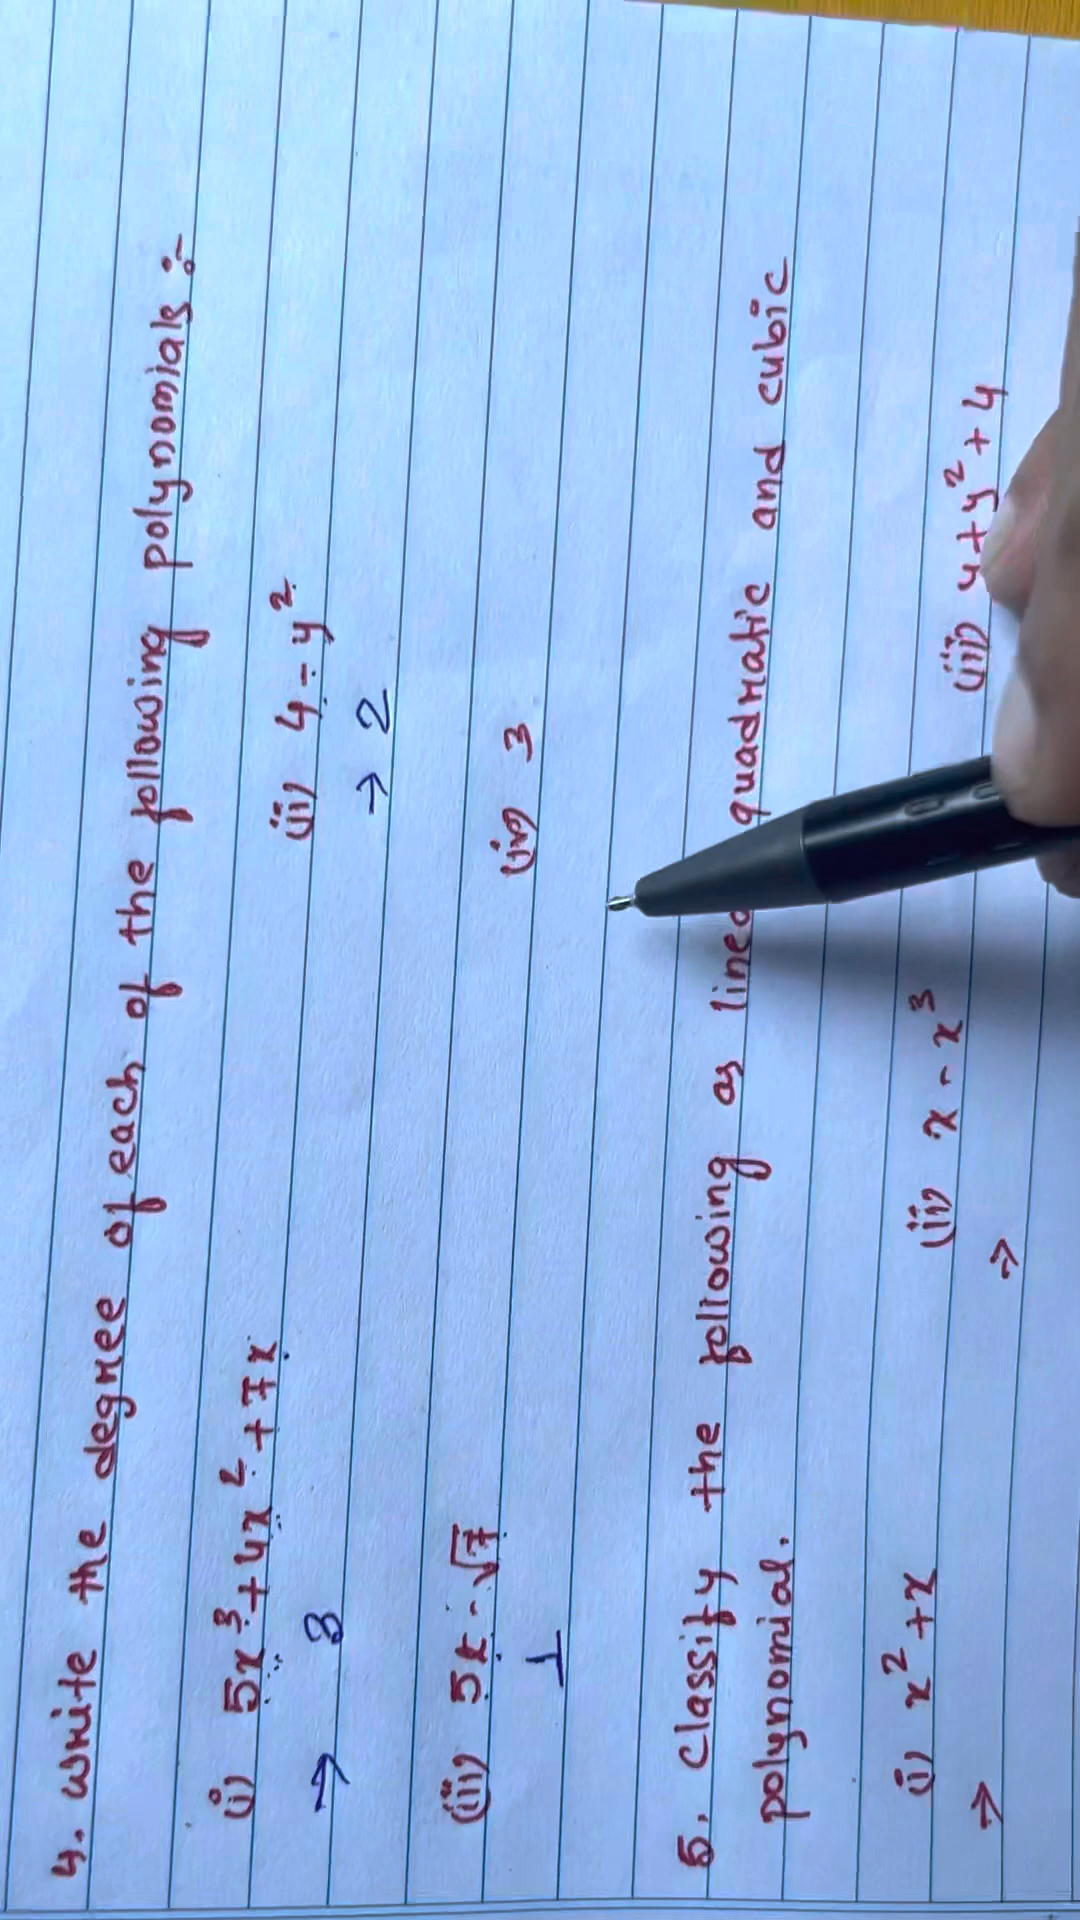 4. write the degree of each of the following polynomials :-
(i) 5x³ + 4x² + 7x (ii) 4 - y²
→ 3 → 2
(iii) 5t - √7 (iv) 3
1
5. Classify the following as quadratic and cubic
polynomial.
(i) x² + x (ii) x - x³ (iii) y + y² + 4
→ →